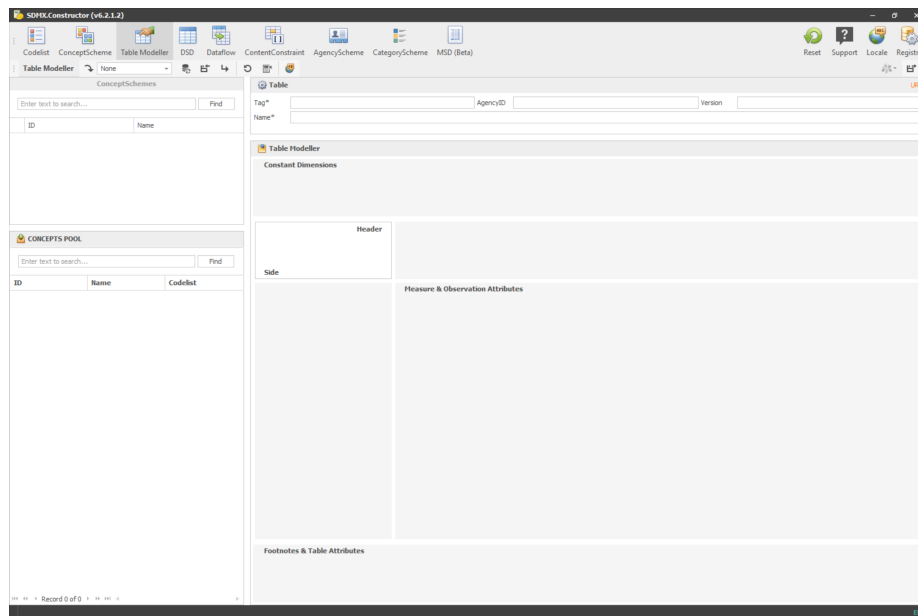 SDMX.Constructor (v6.2.1.2)
Codelist ConceptScheme Table Modeller DSD Dataflow ContentConstraint AgencyScheme CategoryScheme MSD (Beta) Reset Support Locale Registr
Table Modeller None
ConceptSchemes
Enter text to search... Find
ID Name
CONCEPTS POOL
Enter text to search... Find
ID Name Codelist
Record 0 of 0
Table UR
Tag* AgencyID Version
Name*
Table Modeller
Constant Dimensions
Header
Side
Measure & Observation Attributes
Footnotes & Table Attributes